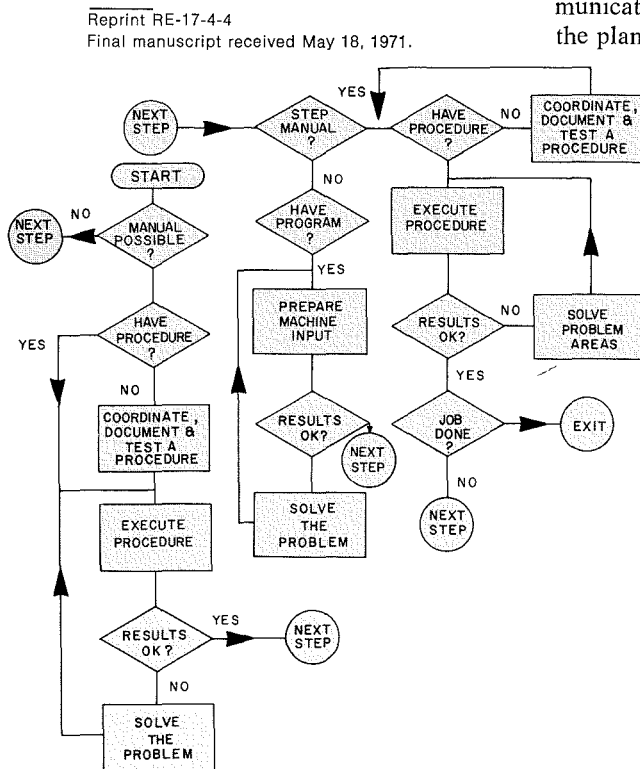 Reprint RE-17-4-4
Final manuscript received May 18, 1971.
municat
the plan
NEXT
STEP
STEP
MANUAL
?
YES
HAVE
PROCEDURE
?
NO
COORDINATE,
DOCUMENT &
TEST A
PROCEDURE
START
NO
NEXT
STEP
MANUAL
POSSIBLE
?
NO
HAVE
PROGRAM
?
YES
EXECUTE
PROCEDURE
PREPARE
MACHINE
INPUT
YES
HAVE
PROCEDURE
?
NO
RESULTS
OK?
NO
SOLVE
PROBLEM
AREAS
YES
COORDINATE,
DOCUMENT &
TEST A
PROCEDURE
RESULTS
OK?
NEXT
STEP
JOB
DONE
?
EXIT
NO
NEXT
STEP
SOLVE
THE
PROBLEM
EXECUTE
PROCEDURE
RESULTS
OK?
YES
NEXT
STEP
NO
SOLVE
THE
PROBLEM